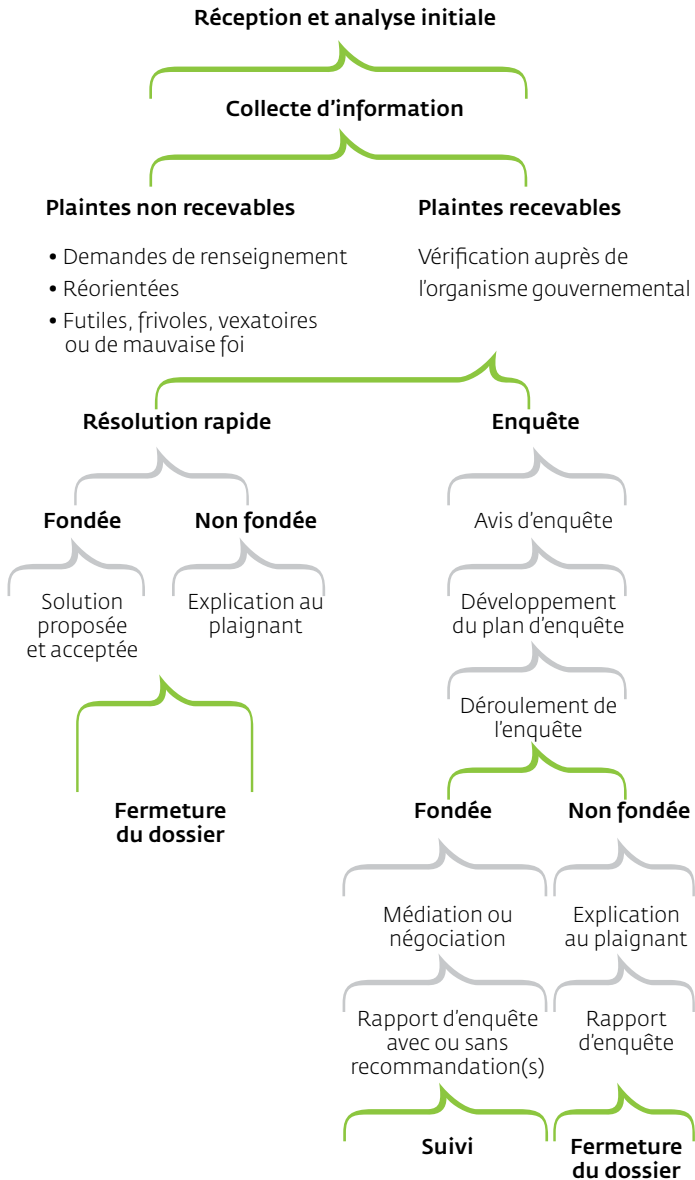 Réception et analyse initiale
Collecte d'information
Plaintes non recevables
• Demandes de renseignement
• Réorientées
• Futiles, frivoles, vexatoires
ou de mauvaise foi
Plaintes recevables
Vérification auprès de
l'organisme gouvernemental
Résolution rapide
Fondée
Solution
proposée
et acceptée
Non fondée
Explication au
plaignant
Fermeture
du dossier
Enquête
Avis d'enquête
Développement
du plan d'enquête
Déroulement de
l'enquête
Fondée
Médiation ou
négociation
Rapport d'enquête
avec ou sans
recommandation(s)
Suivi
Non fondée
Explication
au plaignant
Rapport
d'enquête
Fermeture
du dossier